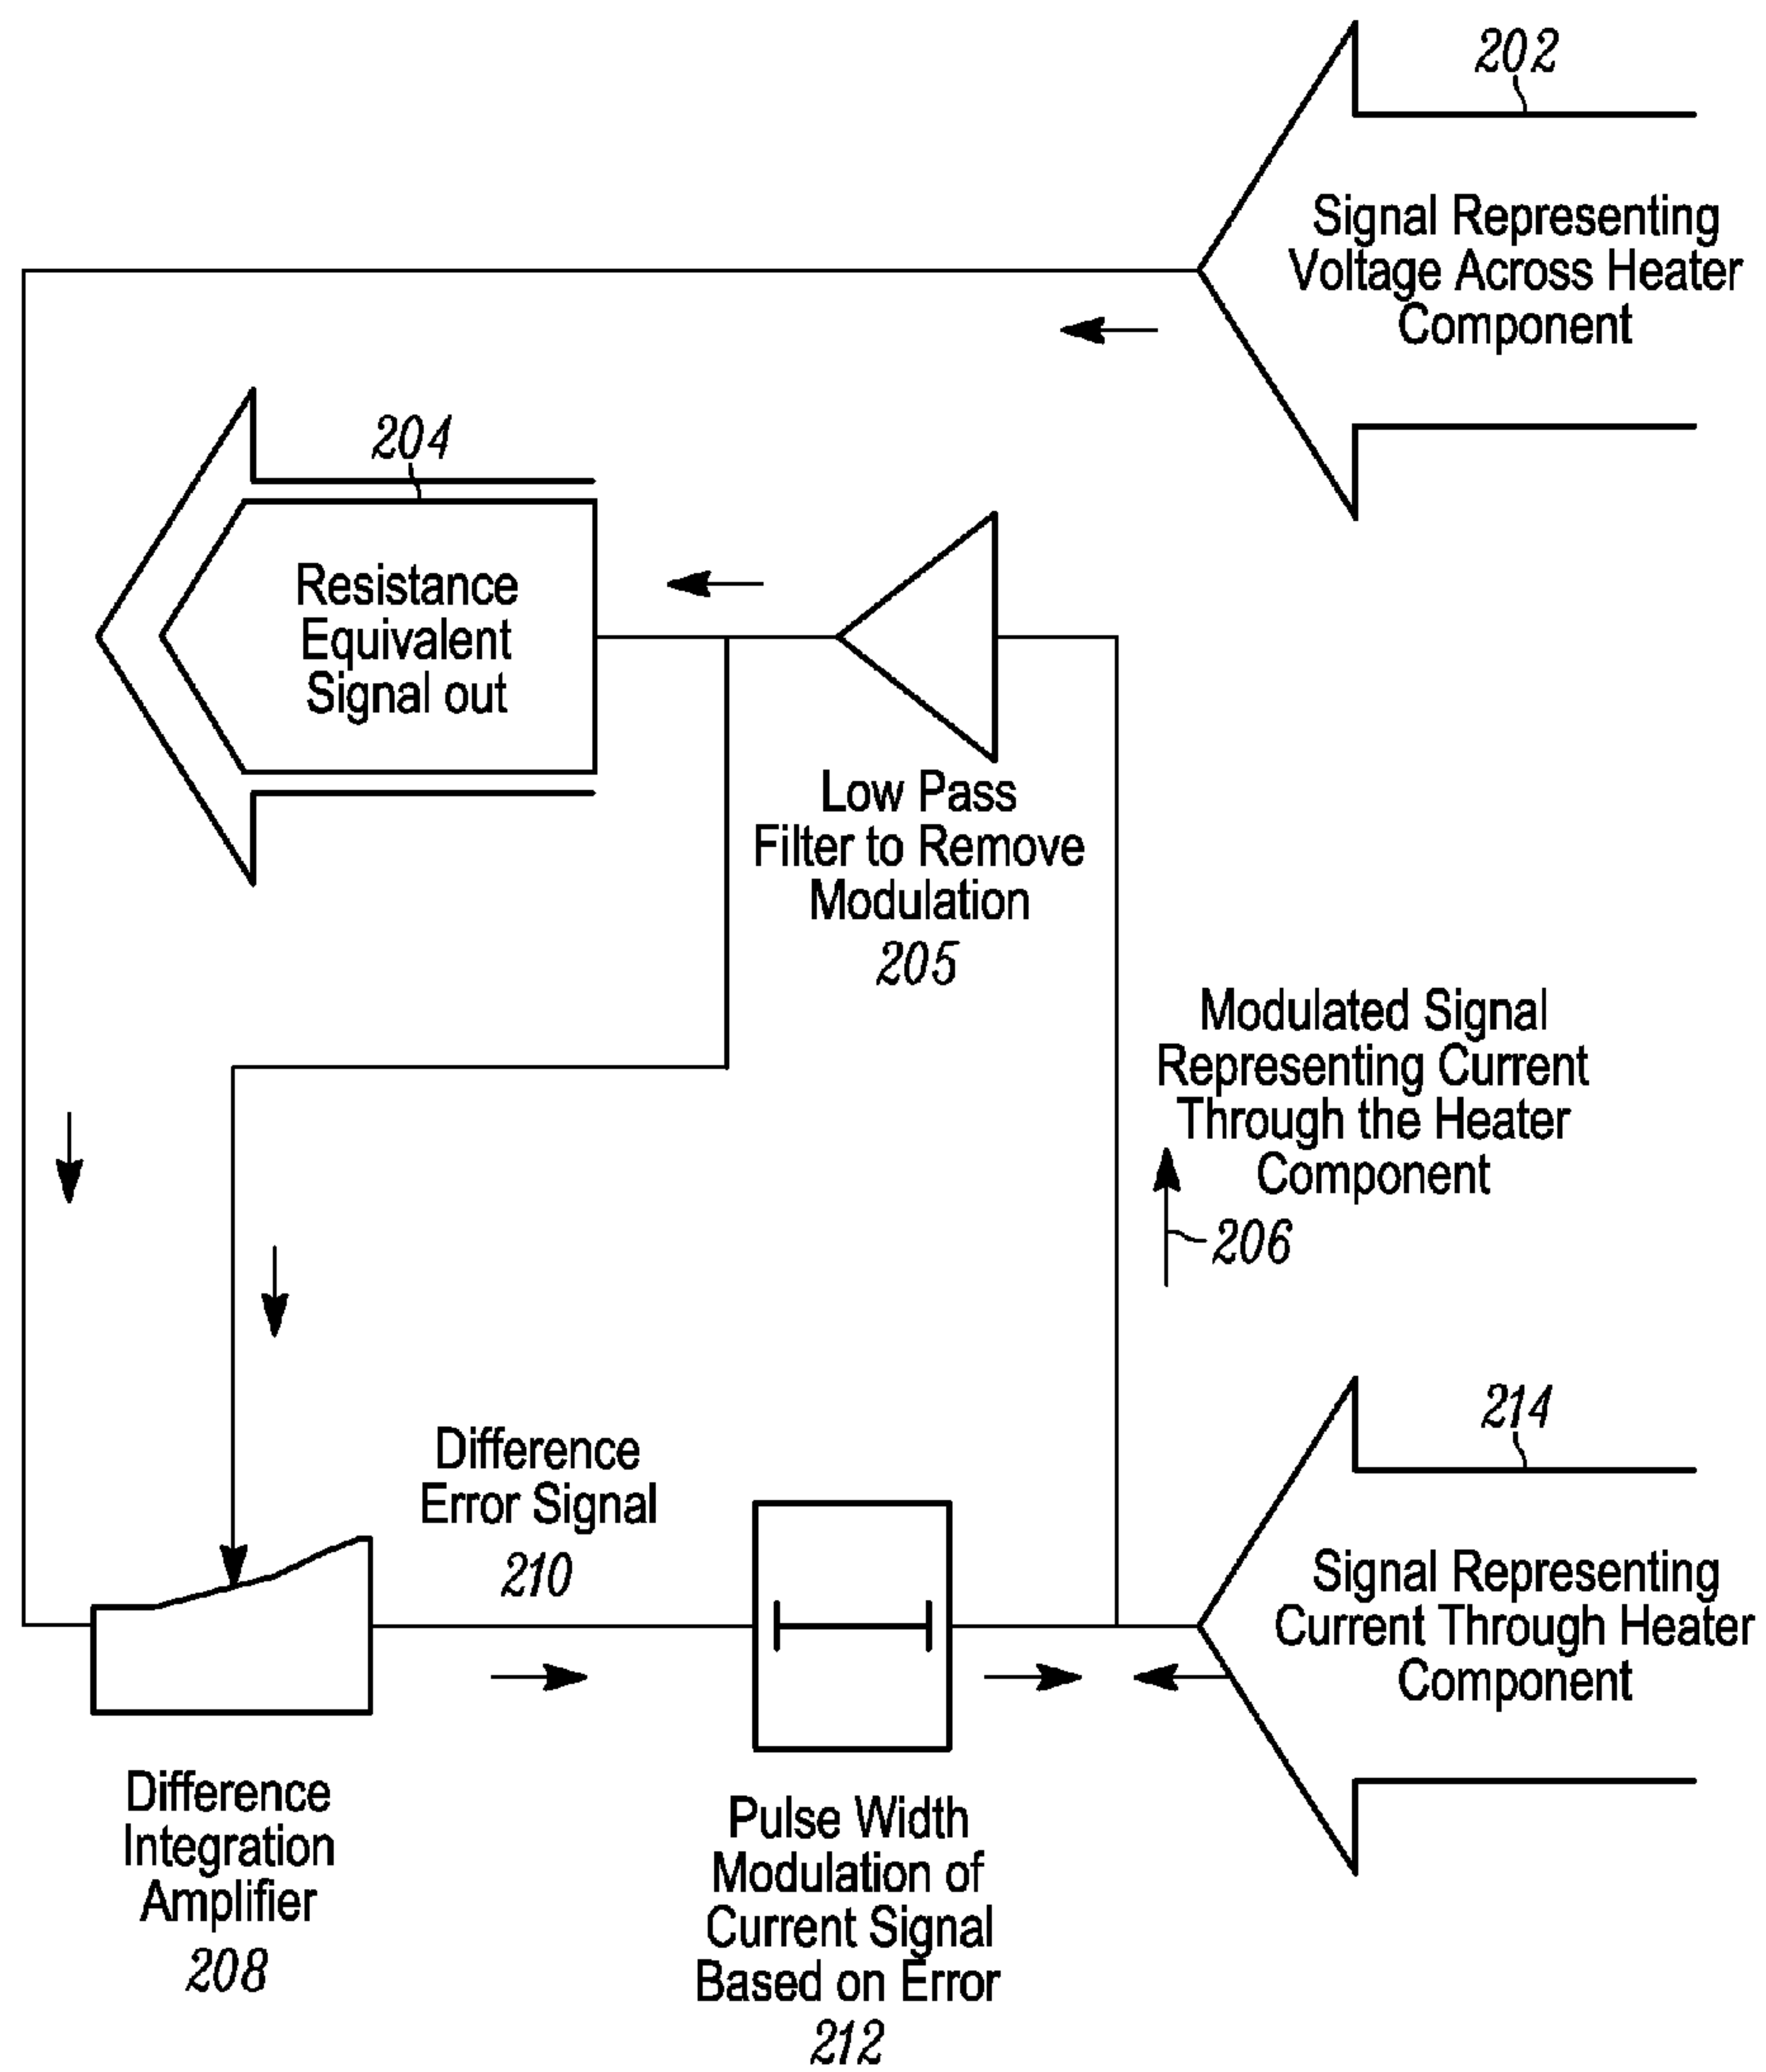 202
Signal Representing
Voltage Across Heater
Component
204
Resistance
Equivalent
Signal out
Low Pass
Filter to Remove
Modulation
205
Modulated Signal
Representing Current
Through the Heater
Component
206
214
Difference
Error Signal
210
Signal Representing
Current Through Heater
Component
Difference
Integration
Amplifier
208
Pulse Width
Modulation of
Current Signal
Based on Error
212